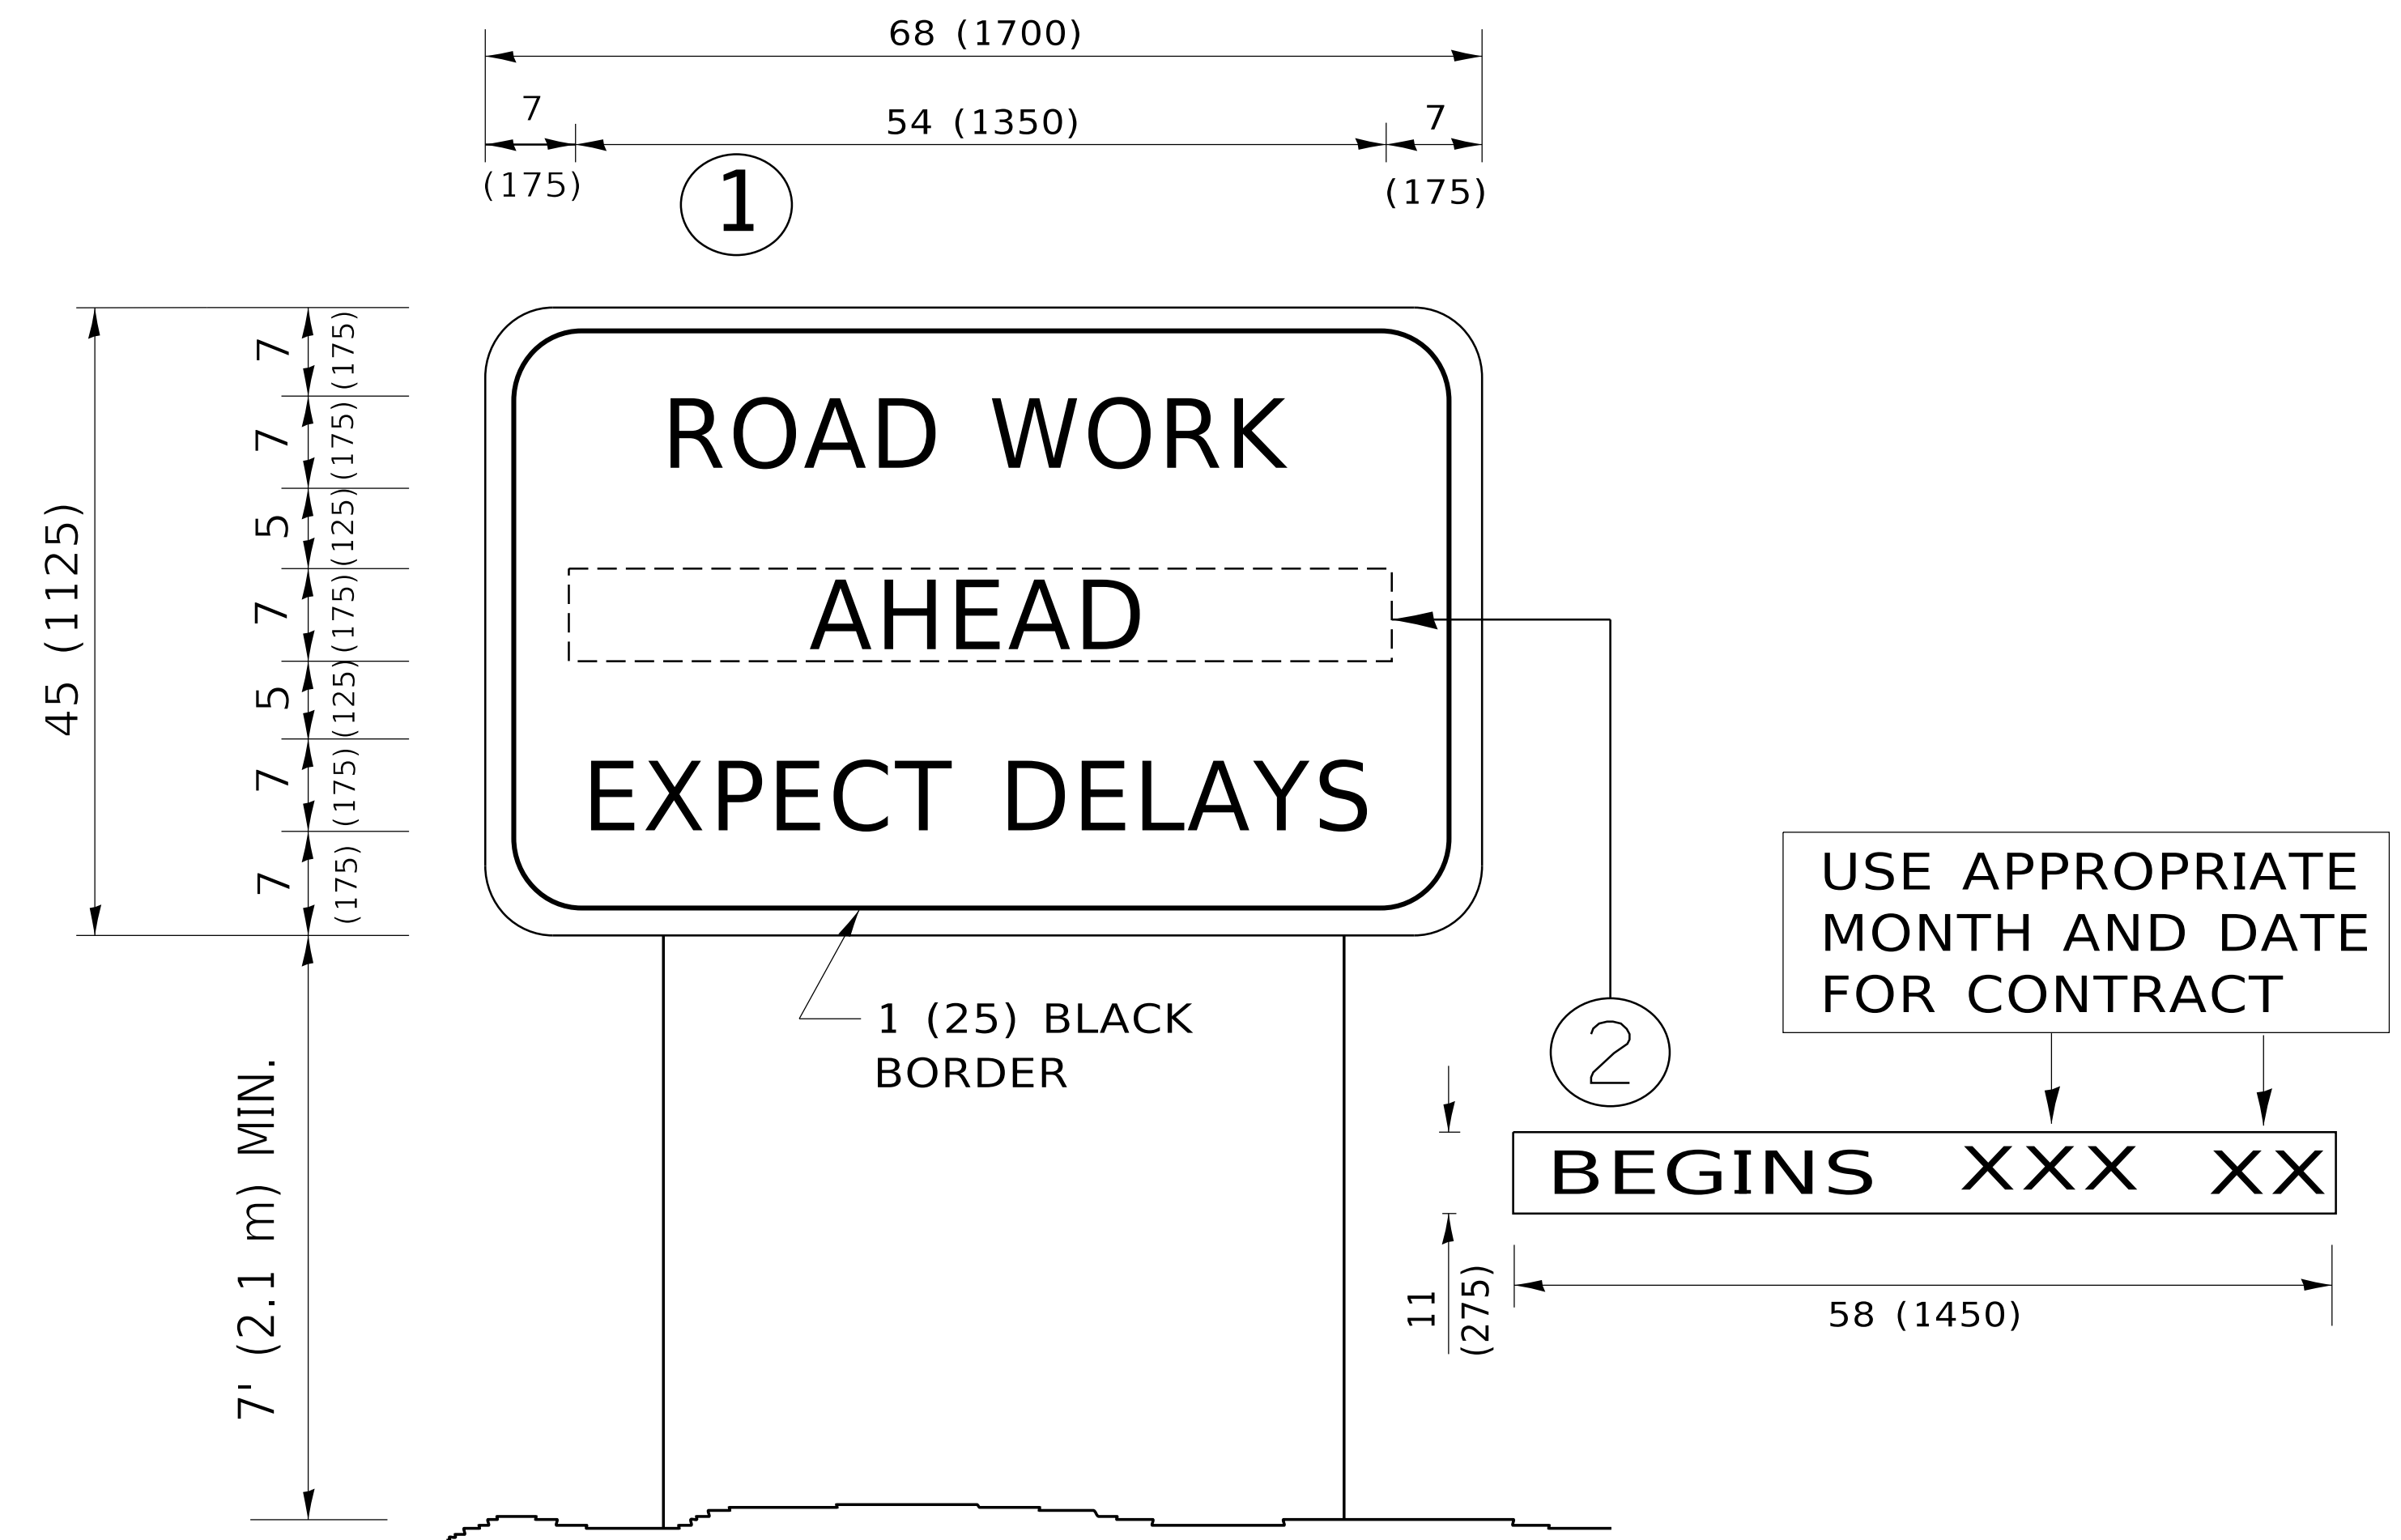 68 (1700)
7
54 (1350)
7
(175)
(175)
1
45 (1125)
7 (175)
7 (175)
5 (125)
7 (175)
5 (125)
7 (175)
7 (175)
ROAD WORK
AHEAD
EXPECT DELAYS
1 (25) BLACK
BORDER
7' (2.1 m) MIN.
2
USE APPROPRIATE
MONTH AND DATE
FOR CONTRACT
BEGINS XXX XX
11
(275)
58 (1450)